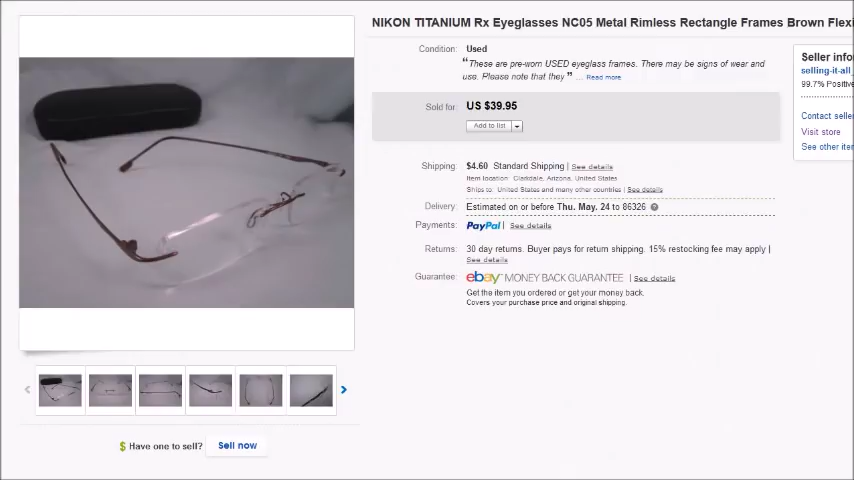 NIKON TITANIUM Rx Eyeglasses NC05 Metal Rimless Rectangle Frames Brown Flexi
Condition: Used
“These are pre-worn USED eyeglass frames. There may be signs of wear and
use. Please note that they ” ... Read more
Sold for: US $39.95
Add to list
Shipping: $4.60 Standard Shipping | See details
Item location: Clarkdale, Arizona, United States
Ships to: United States and many other countries | See details
Delivery: Estimated on or before Thu. May, 24 to 86326
Payments: PayPal | See details
Returns: 30 day returns. Buyer pays for return shipping. 15% restocking fee may apply |
See details
Guarantee: ebay MONEY BACK GUARANTEE | See details
Get the item you ordered or get your money back.
Covers your purchase price and original shipping.
Seller info
selling-it-all_
99.7% Positive
Contact seller
Visit store
See other iter
$ Have one to sell? Sell now